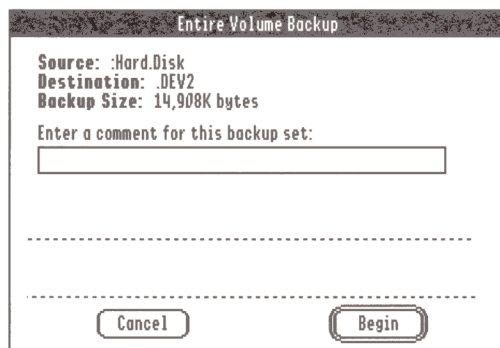 Entire Volume Backup
Source: :Hard.Disk
Destination: .DEV2
Backup Size: 14,908K bytes
Enter a comment for this backup set:
Cancel Begin